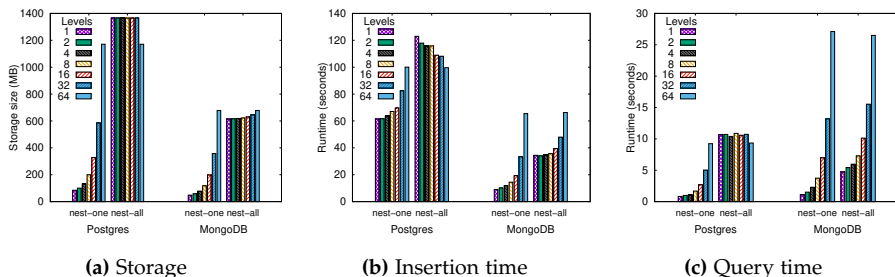 1400
1200
1000
800
600
400
200
0
Storage size (MB)
Levels
1
2
4
8
16
32
64
nest-one nest-all nest-one nest-all
Postgres MongoDB
(a) Storage
140
120
100
80
60
40
20
0
Runtime (seconds)
Levels
1
2
4
8
16
32
64
nest-one nest-all nest-one nest-all
Postgres MongoDB
(b) Insertion time
30
25
20
15
10
5
0
Runtime (seconds)
Levels
1
2
4
8
16
32
64
nest-one nest-all nest-one nest-all
Postgres MongoDB
(c) Query time